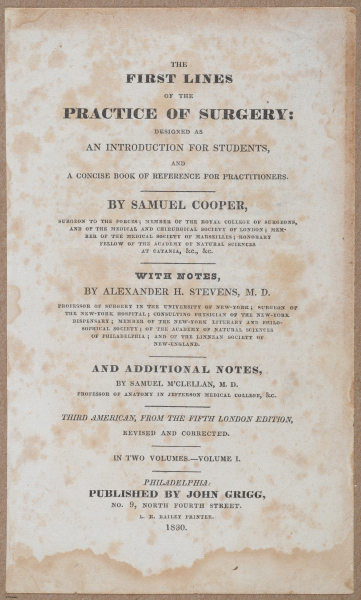 THE
FIRST LINES
OF THE
PRACTICE OF SURGERY:
DESIGNED AS
AN INTRODUCTION FOR STUDENTS,
AND
A CONCISE BOOK OF REFERENCE FOR PRACTITIONERS.
BY SAMUEL COOPER,
SURGEON TO THE FORCES; MEMBER OF THE ROYAL COLLEGE OF SURGEONS,
AND OF THE MEDICAL AND CHIRURGICAL SOCIETY OF LONDON; MEM-
BER OF THE MEDICAL SOCIETY OF MARSEILLES; HONORARY
FELLOW OF THE ACADEMY OF NATURAL SCIENCES
AT CATANIA, &C., &C.
WITH NOTES,
BY ALEXANDER H. STEVENS, M. D.
PROFESSOR OF SURGERY IN THE UNIVERSITY OF NEW-YORK; SURGEON OF
THE NEW-YORK HOSPITAL; CONSULTING PHYSICIAN OF THE NEW-YORK
DISPENSARY; MEMBER OF THE NEW-YORK LITERARY AND PHILO-
SOPHICAL SOCIETY; OF THE ACADEMY OF NATURAL SCIENCES
OF PHILADELPHIA; AND OF THE LINNEAN SOCIETY OF
NEW-ENGLAND.
AND ADDITIONAL NOTES,
BY SAMUEL M'CLELLAN, M. D.
PROFESSOR OF ANATOMY IN JEFFERSON MEDICAL COLLEGE, &C.
THIRD AMERICAN, FROM THE FIFTH LONDON EDITION,
REVISED AND CORRECTED.
IN TWO VOLUMES.—VOLUME I.
PHILADELPHIA:
PUBLISHED BY JOHN GRIGG,
NO. 9, NORTH FOURTH STREET.
L. R. BAILEY PRINTER.
1830.